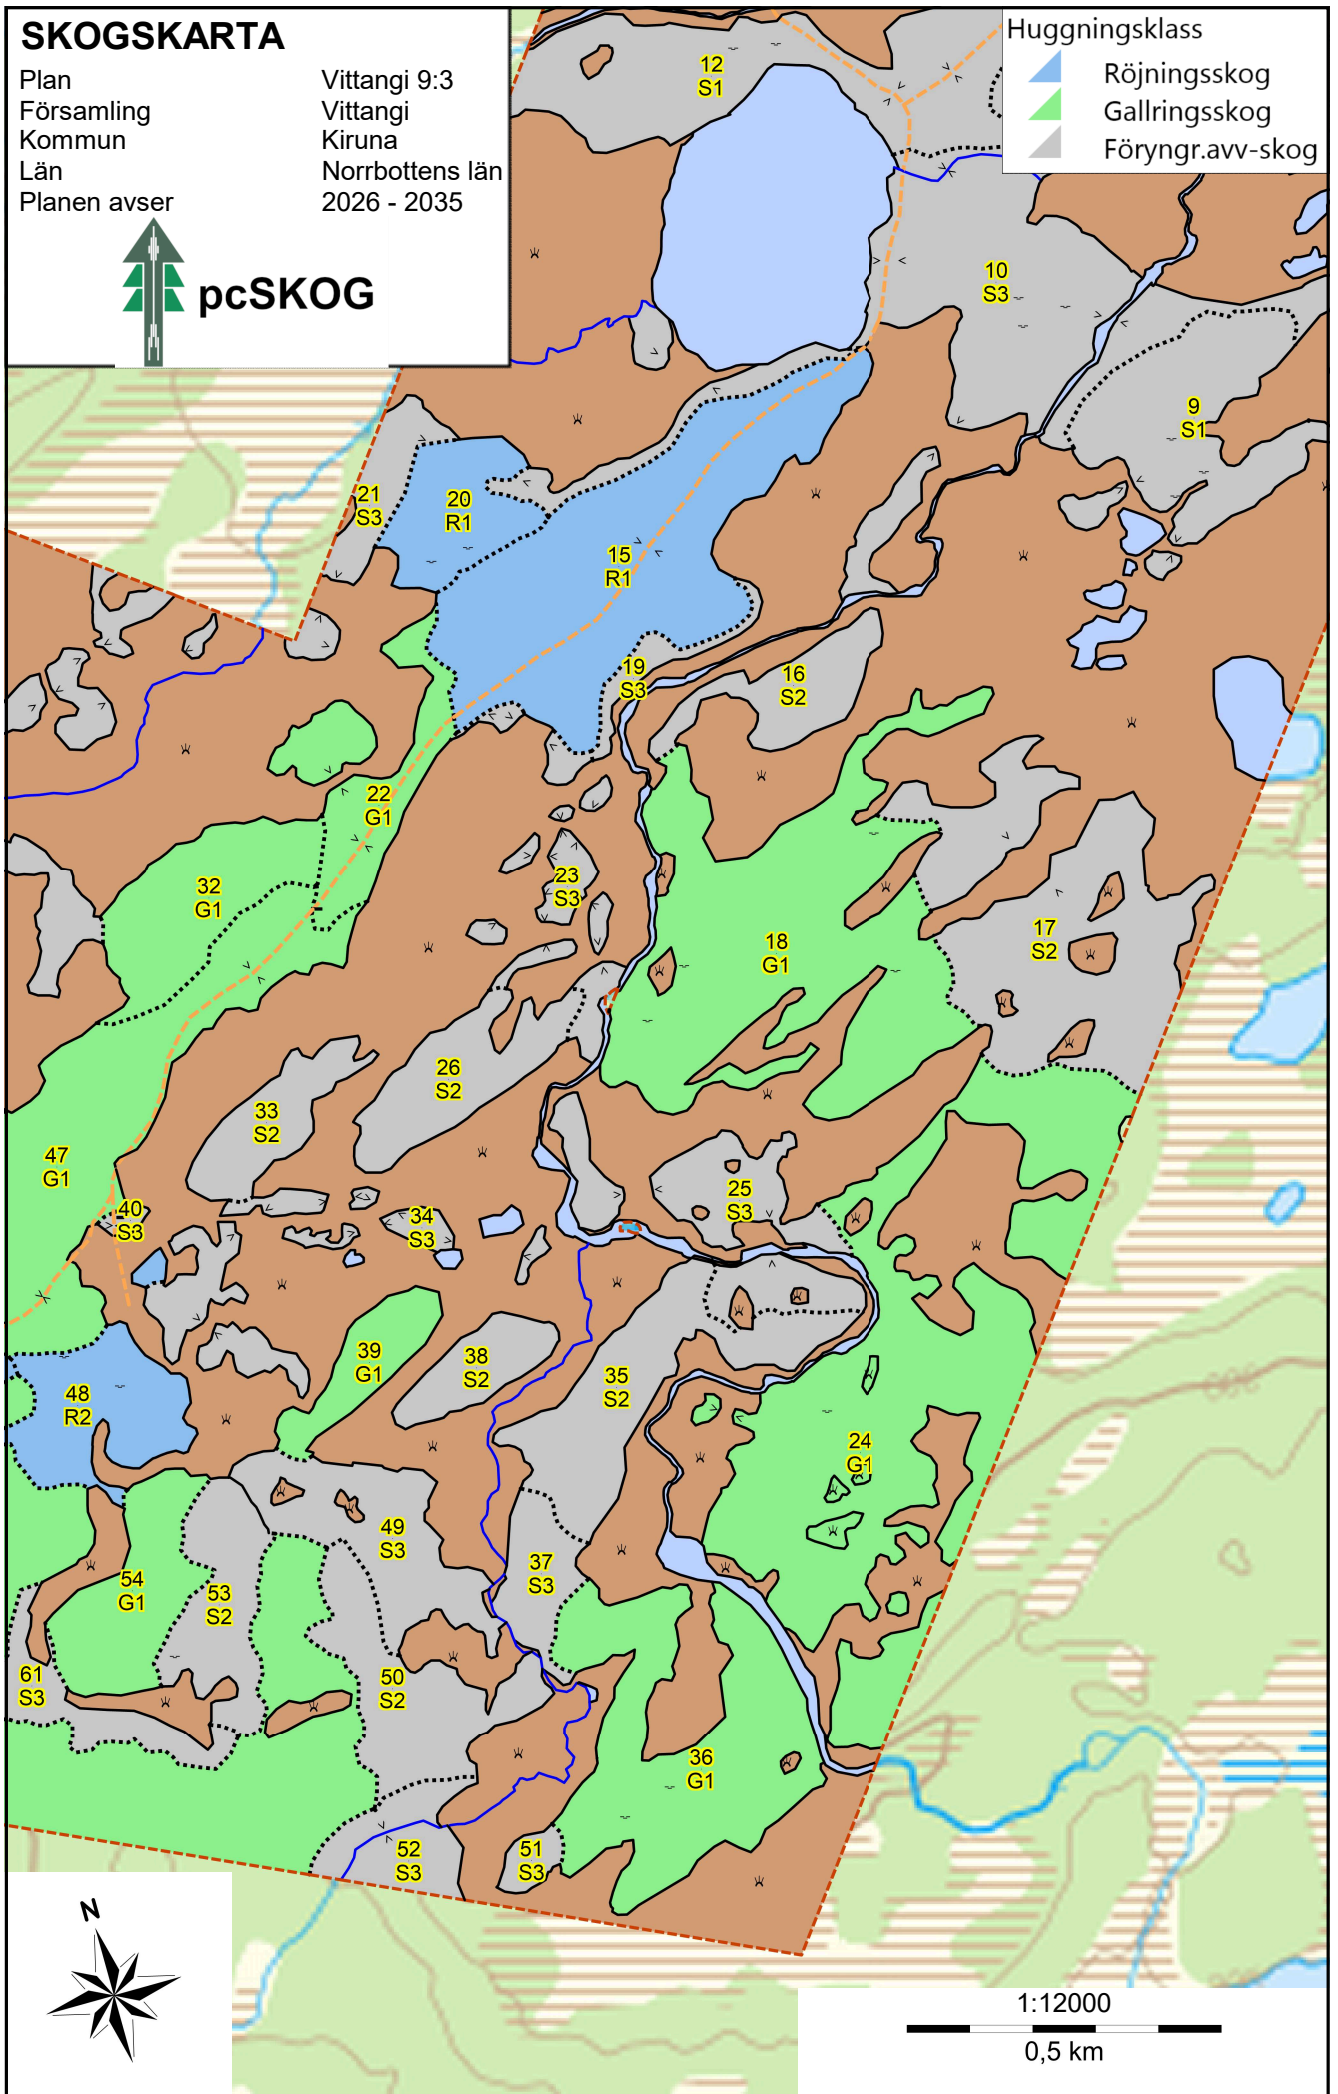 SKOGSKARTA
Plan Vittangi 9:3
Församling Vittangi
Kommun Kiruna
Län Norrbottens län
Planen avser 2026 - 2035
pcSKOG
Huggningsklass
Röjningsskog
Gallringsskog
Föryngr.avv-skog
12
S1
10
S3
9
S1
21
S3
20
R1
15
R1
19
S3
16
S2
22
G1
32
G1
23
S3
18
G1
17
S2
26
S2
33
S2
47
G1
40
S3
34
S3
25
S3
39
G1
38
S2
35
S2
48
R2
24
G1
49
S3
37
S3
54
G1
53
S2
61
S3
50
S2
36
G1
52
S3
51
S3
N
1:12000
0,5 km